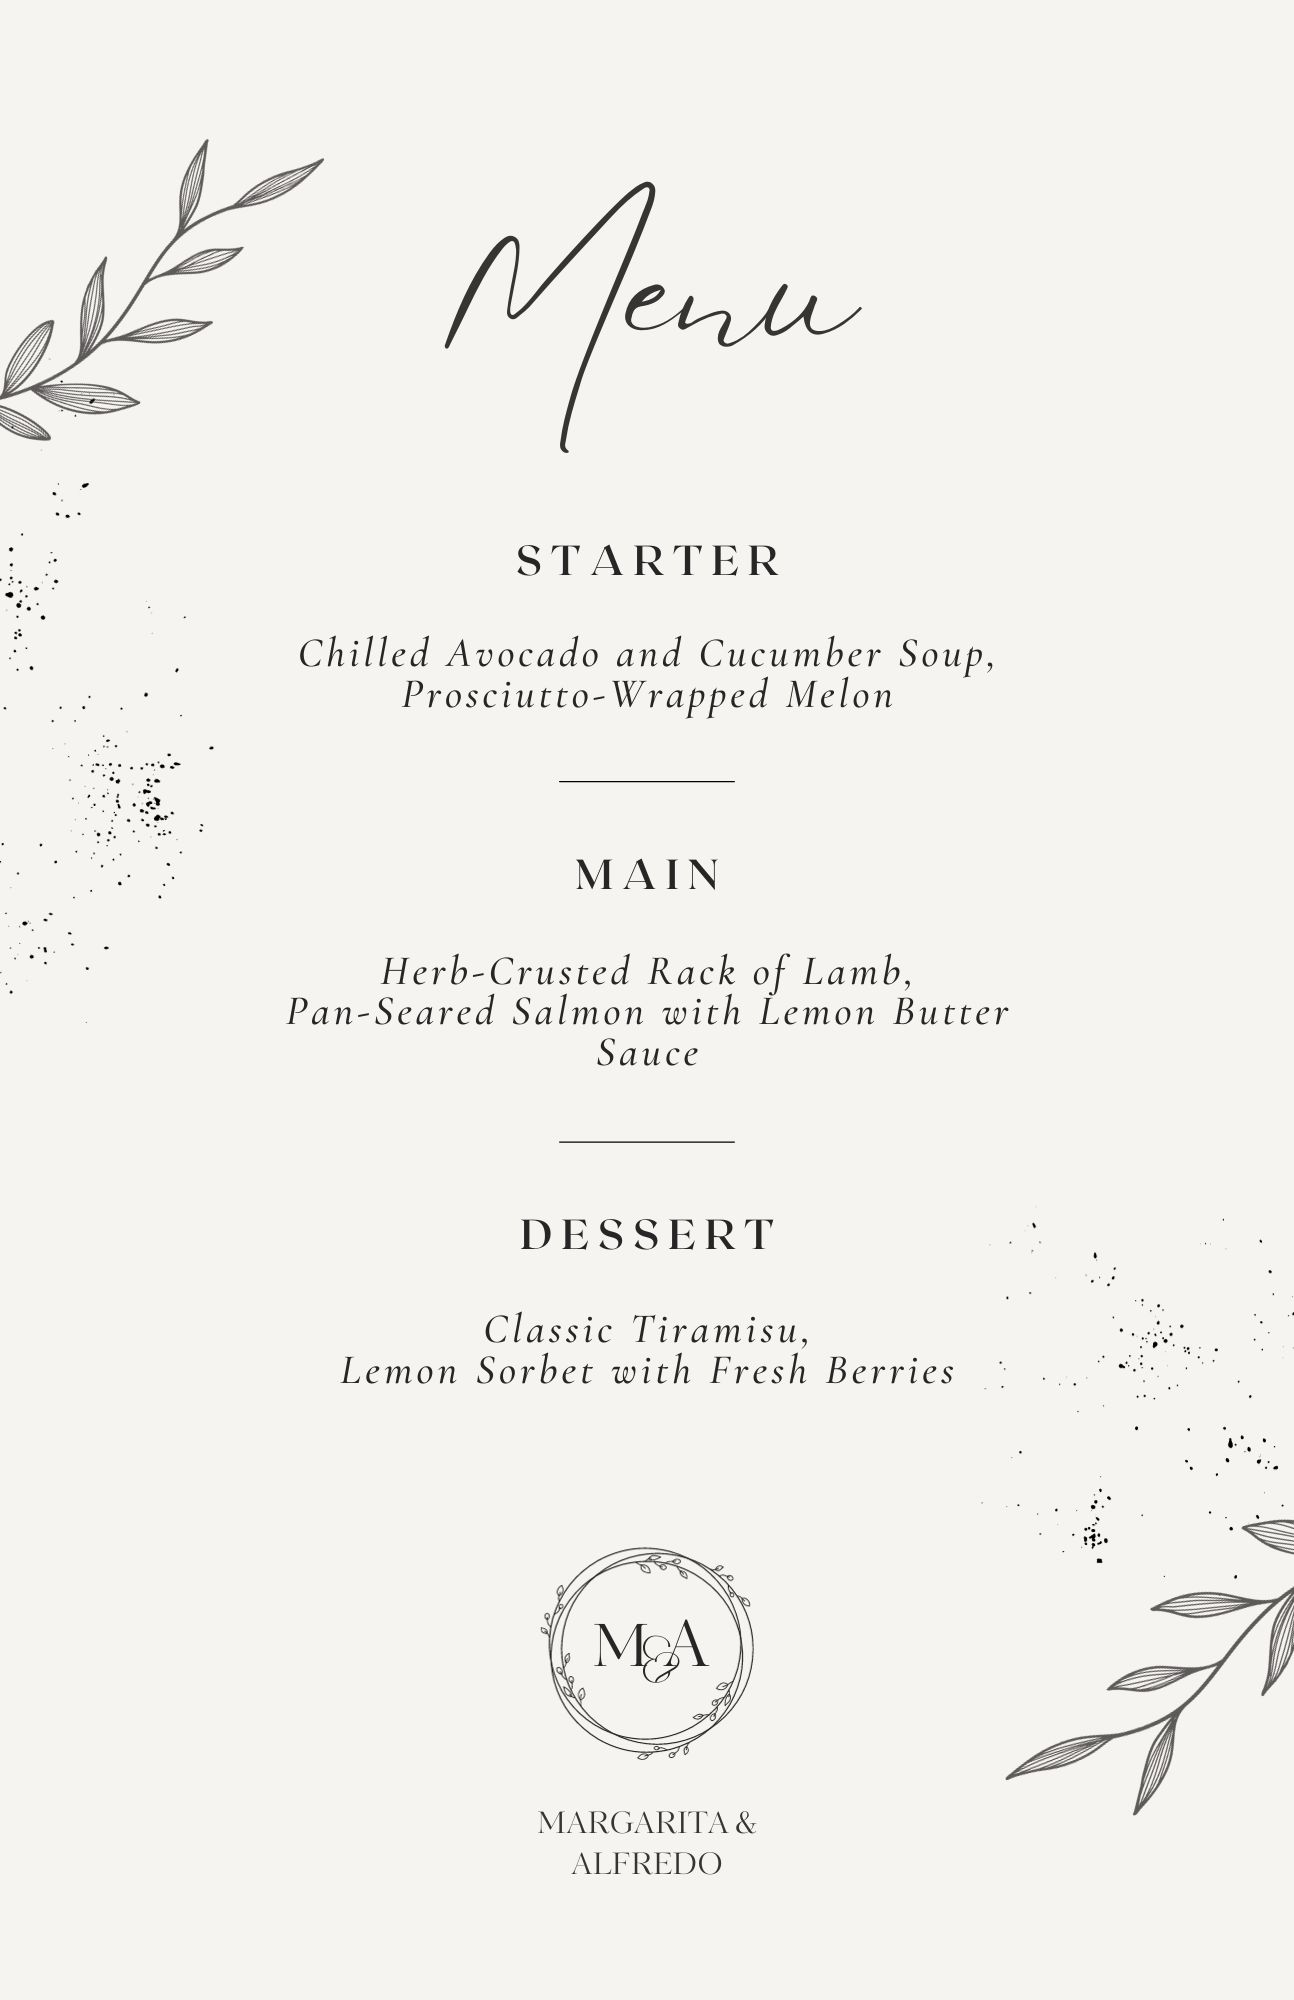 Menu
STARTER
Chilled Avocado and Cucumber Soup,
Prosciutto-Wrapped Melon
MAIN
Herb-Crusted Rack of Lamb,
Pan-Seared Salmon with Lemon Butter
Sauce
DESSERT
Classic Tiramisu,
Lemon Sorbet with Fresh Berries
M&A
MARGARITA &
ALFREDO